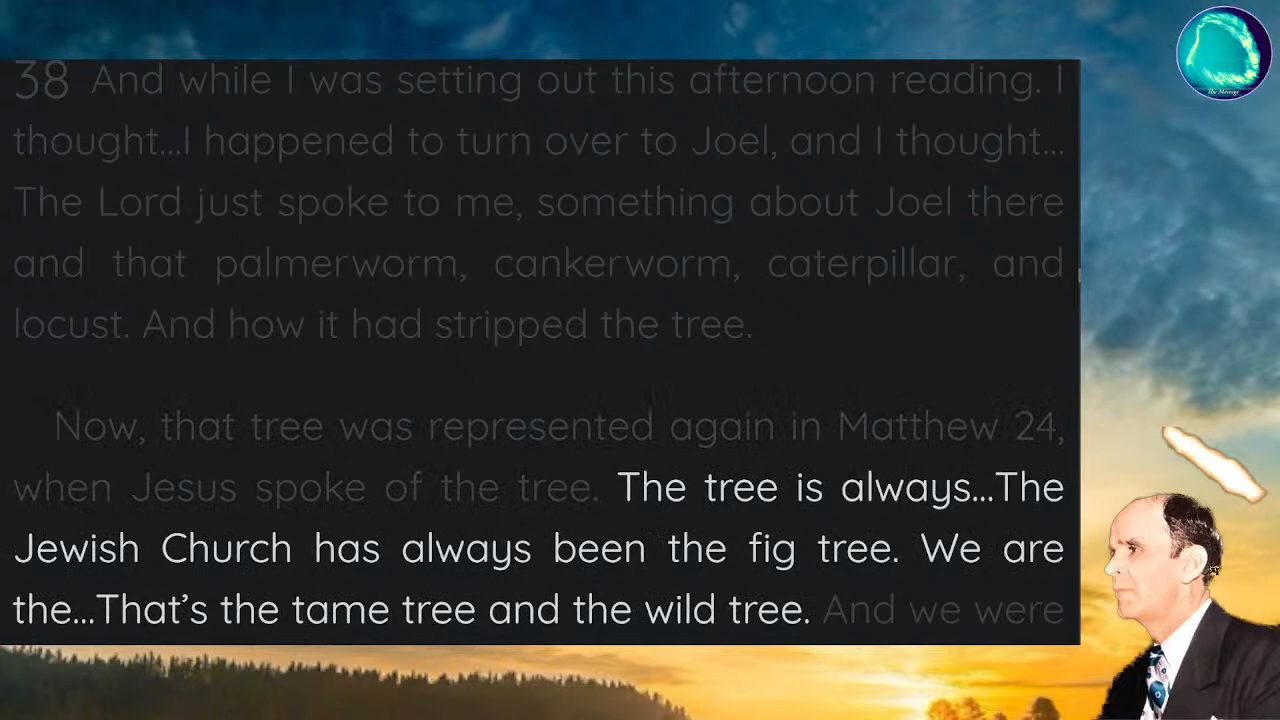 38 And while I was setting out this afternoon reading. I
thought...I happened to turn over to Joel, and I thought...
The Lord just spoke to me, something about Joel there
and that palmerworm, cankerworm, caterpillar, and
locust. And how it had stripped the tree.
Now, that tree was represented again in Matthew 24,
when Jesus spoke of the tree. The tree is always...The
Jewish Church has always been the fig tree. We are
the...That’s the tame tree and the wild tree. And we were
The Message